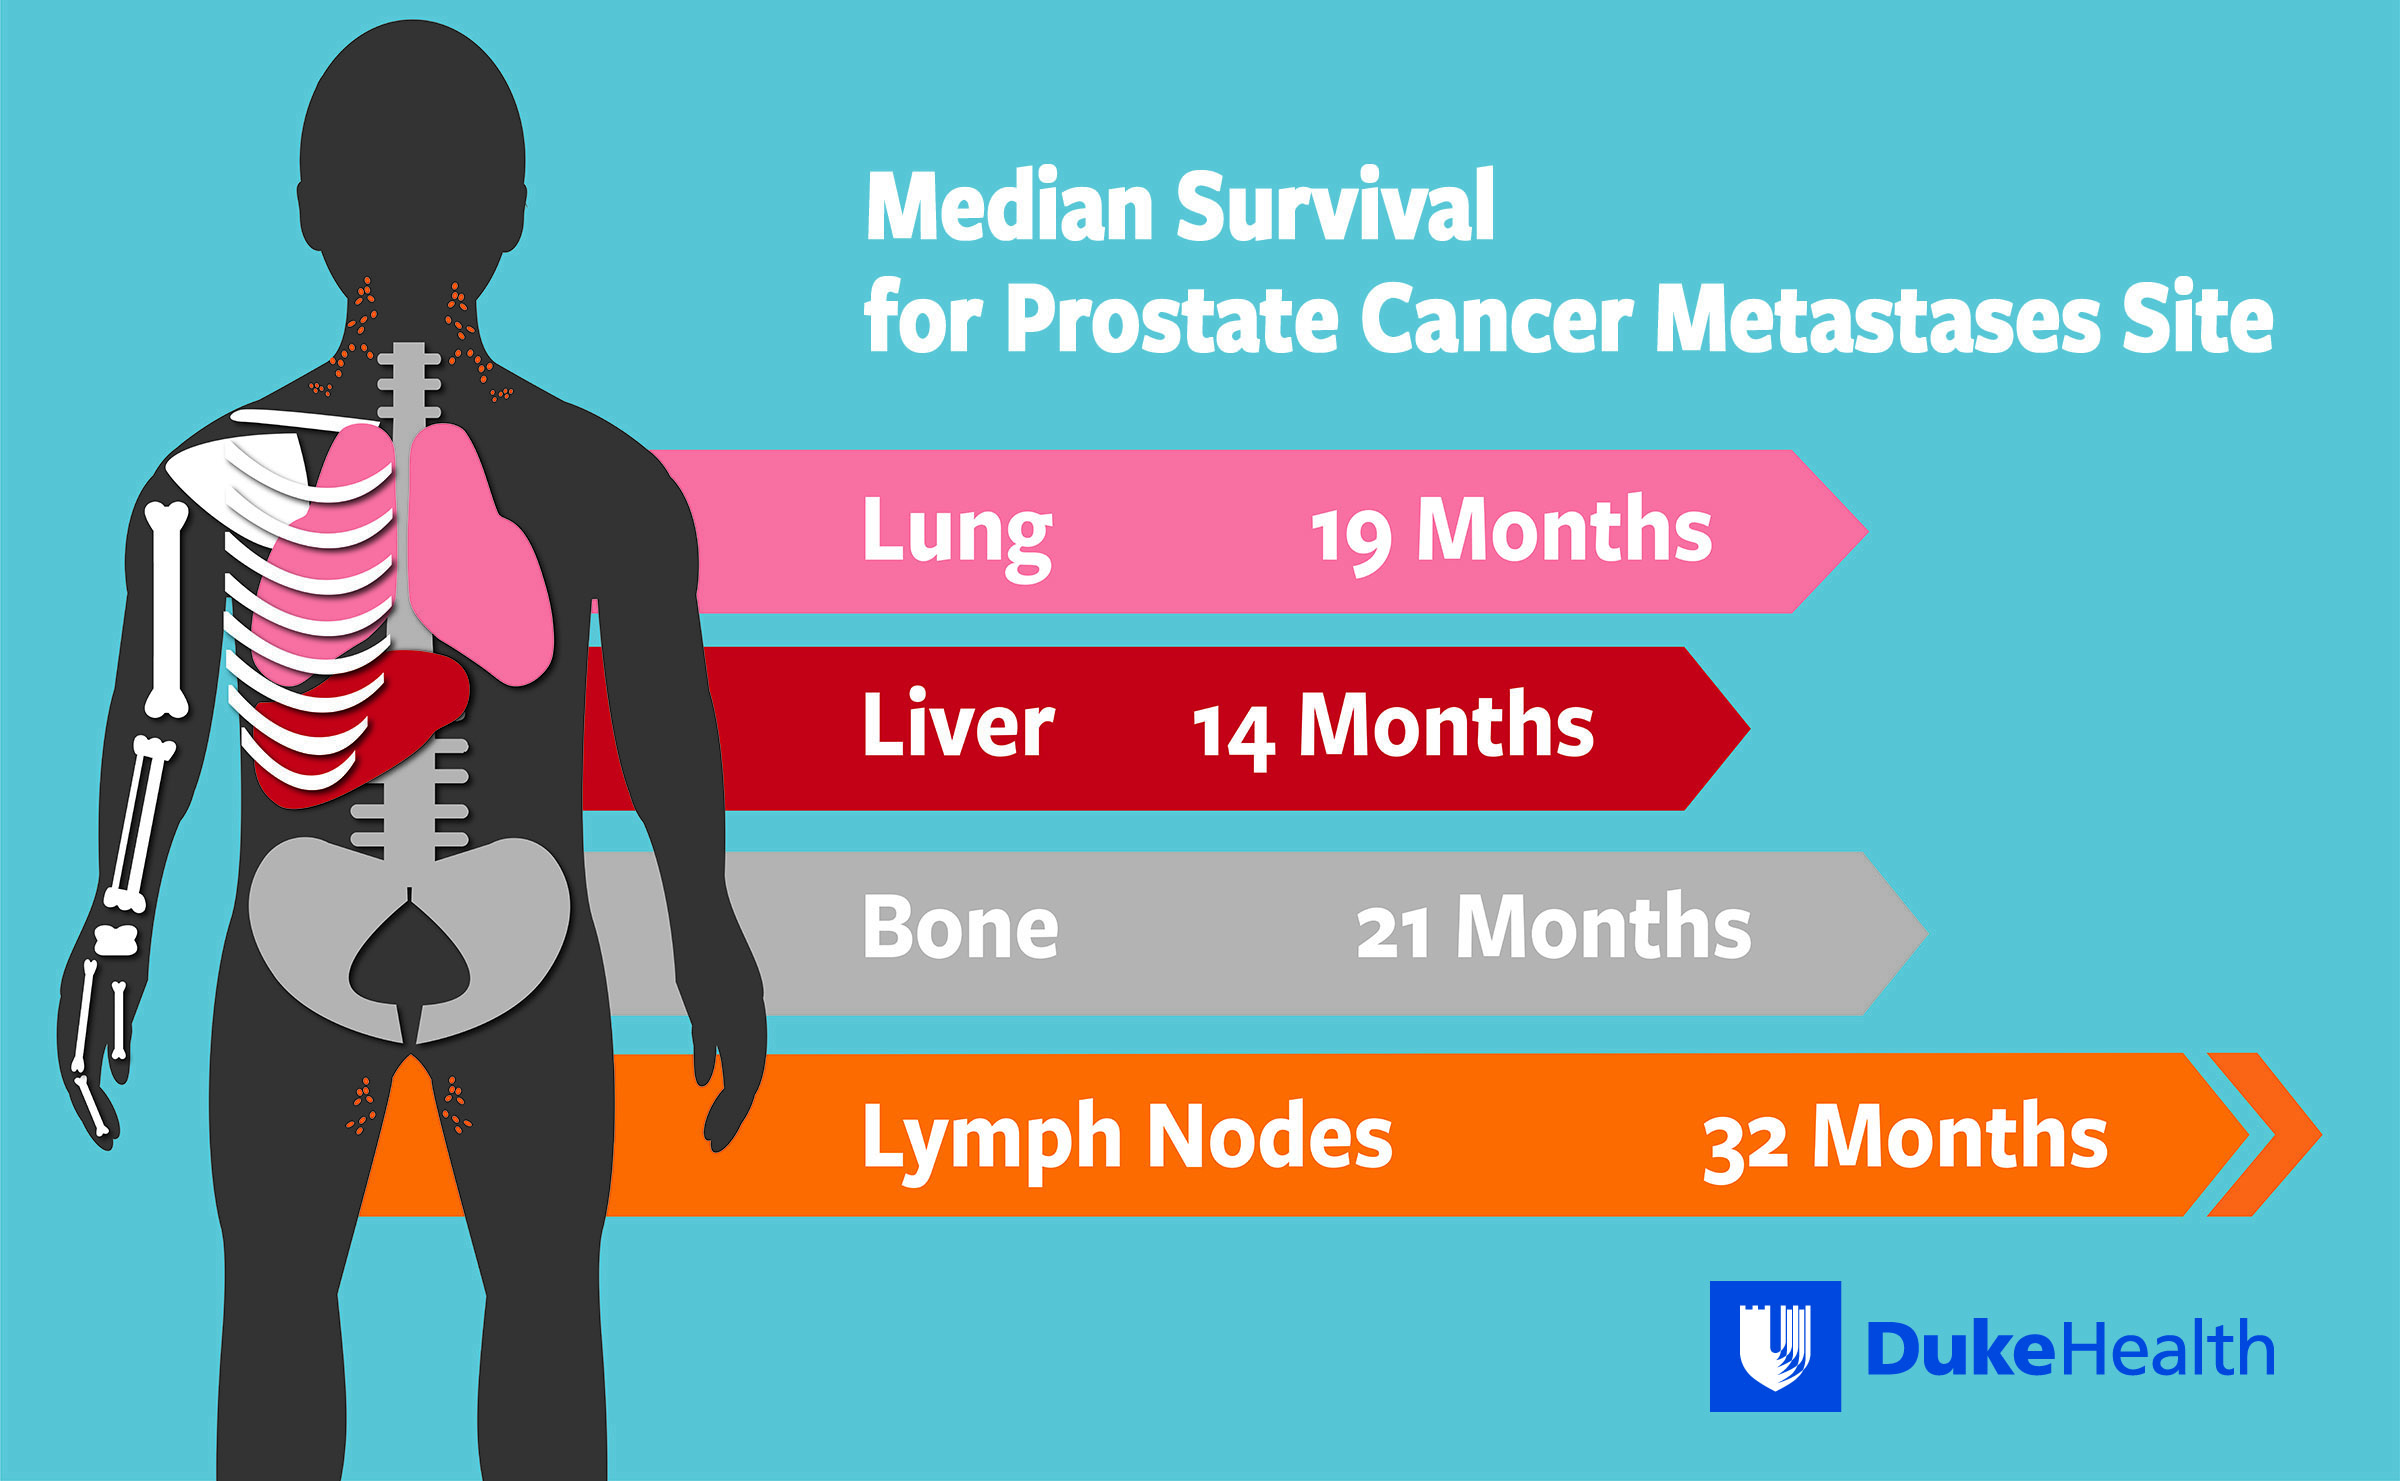 Median Survival
for Prostate Cancer Metastases Site
Lung 19 Months
Liver 14 Months
Bone 21 Months
Lymph Nodes 32 Months
DukeHealth